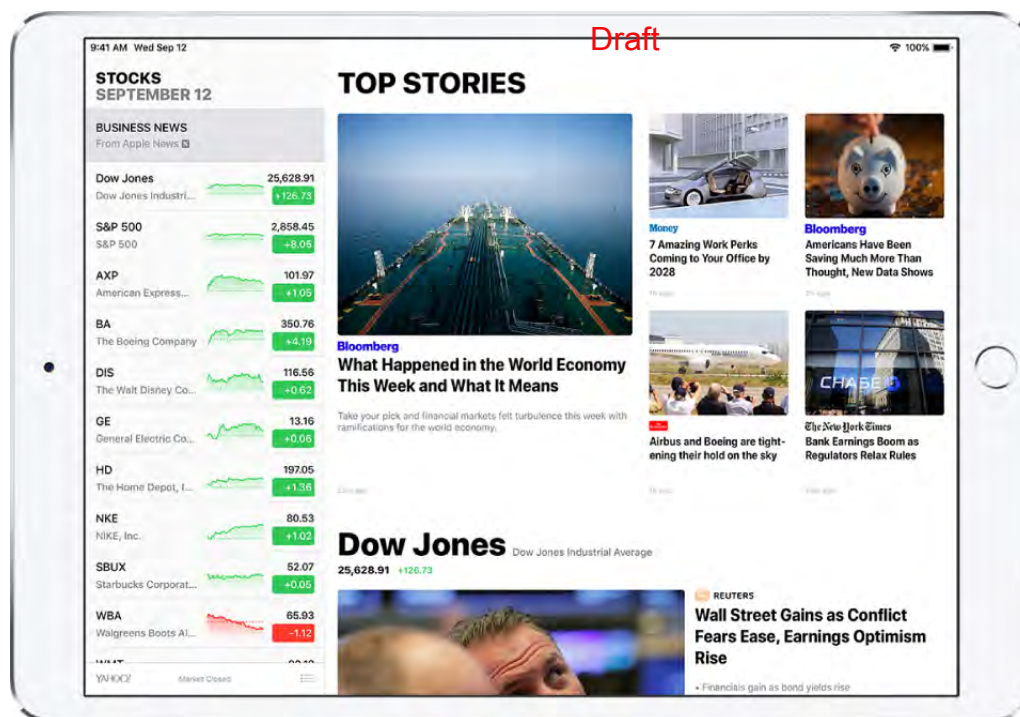 Draft
9:41 AM Wed Sep 12
100%
STOCKS
SEPTEMBER 12
BUSINESS NEWS
From Apple News
Dow Jones
25,628.91
Dow Jones Industri...
+126.73
S&P 500
2,858.45
S&P 500
+8.05
AXP
101.97
American Express...
+1.05
BA
350.76
The Boeing Company
+4.19
DIS
116.56
The Walt Disney Co...
+0.62
GE
13.16
General Electric Co...
+0.06
HD
197.05
The Home Depot, I...
+1.36
NKE
80.53
NIKE, Inc.
+1.02
SBUX
52.07
Starbucks Corporat...
+0.05
WBA
65.93
Walgreens Boots Al...
-1.12
YAHOO!
Market Closed
TOP STORIES
Bloomberg
What Happened in the World Economy
This Week and What It Means
Take your pick and financial markets felt turbulence this week with
ramifications for the world economy.
Money
7 Amazing Work Perks
Coming to Your Office by
2028
Bloomberg
Americans Have Been
Saving Much More Than
Thought, New Data Shows
Airbus and Boeing are tight-
ening their hold on the sky
CHASE
The New York Times
Bank Earnings Boom as
Regulators Relax Rules
Dow Jones Dow Jones Industrial Average
25,628.91 +126.73
REUTERS
Wall Street Gains as Conflict
Fears Ease, Earnings Optimism
Rise
• Financials gain as bond yields rise